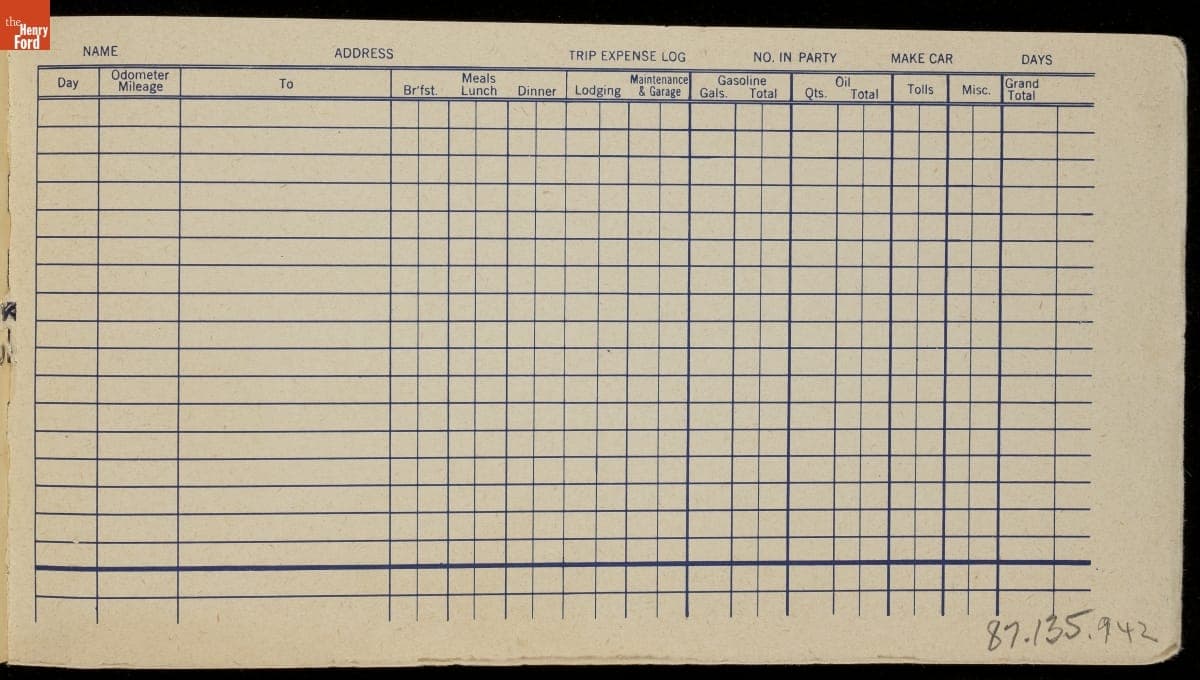 the
Henry
Ford
NAME ADDRESS TRIP EXPENSE LOG NO. IN PARTY MAKE CAR DAYS
Day Odometer Mileage To Meals Br'fst. Lunch Dinner Lodging Maintenance & Garage Gasoline Gals. Total Oil Qts. Total Tolls Misc. Grand Total
87.135.942